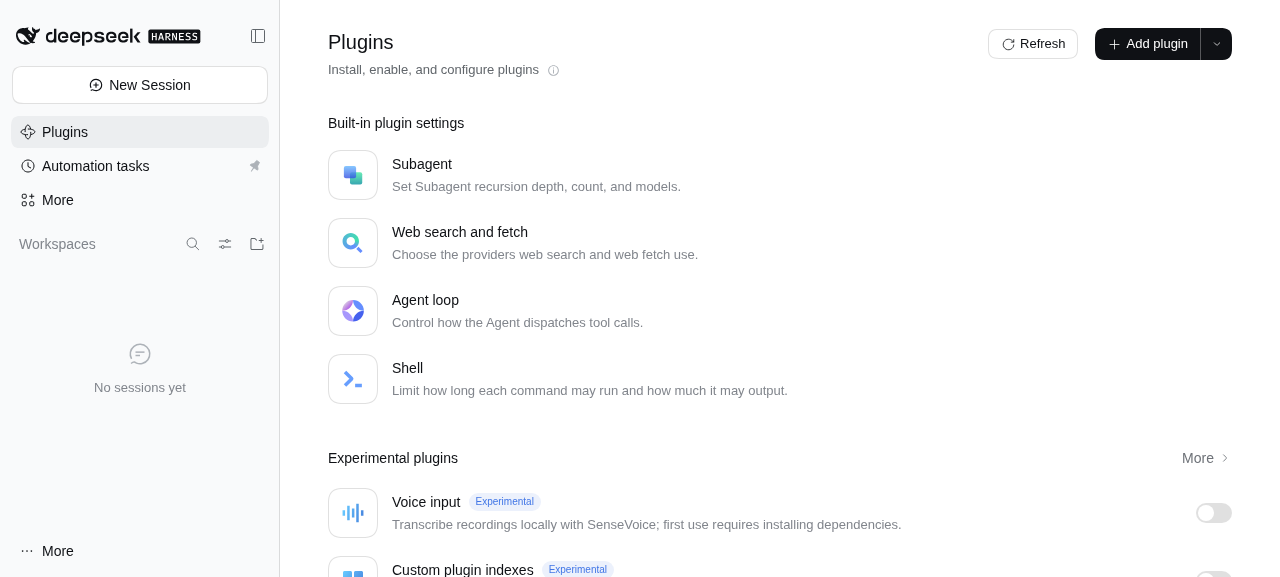 deepseek HARNESS
New Session
Plugins
Automation tasks
More
Workspaces
No sessions yet
More
Plugins
Install, enable, and configure plugins
Refresh
Add plugin
Built-in plugin settings
Subagent
Set Subagent recursion depth, count, and models.
Web search and fetch
Choose the providers web search and web fetch use.
Agent loop
Control how the Agent dispatches tool calls.
Shell
Limit how long each command may run and how much it may output.
Experimental plugins
More
Voice input Experimental
Transcribe recordings locally with SenseVoice; first use requires installing dependencies.
Custom plugin indexes Experimental